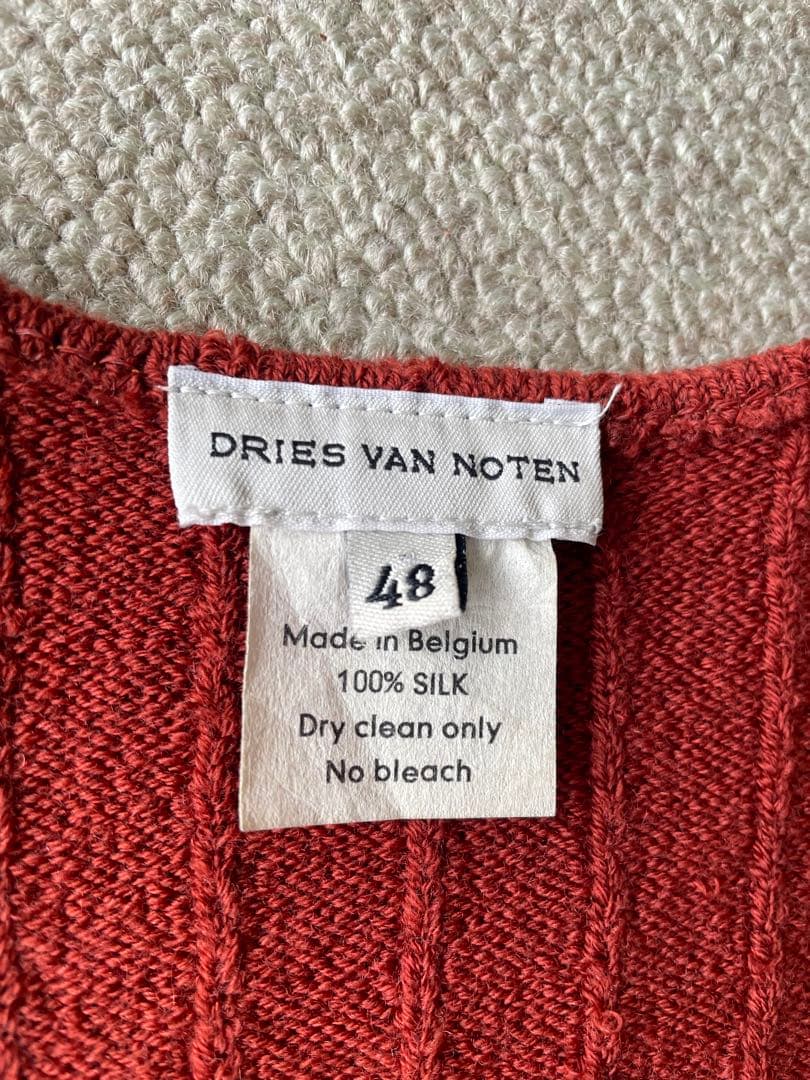 DRIES VAN NOTEN
48
Made in Belgium
100% SILK
Dry clean only
No bleach